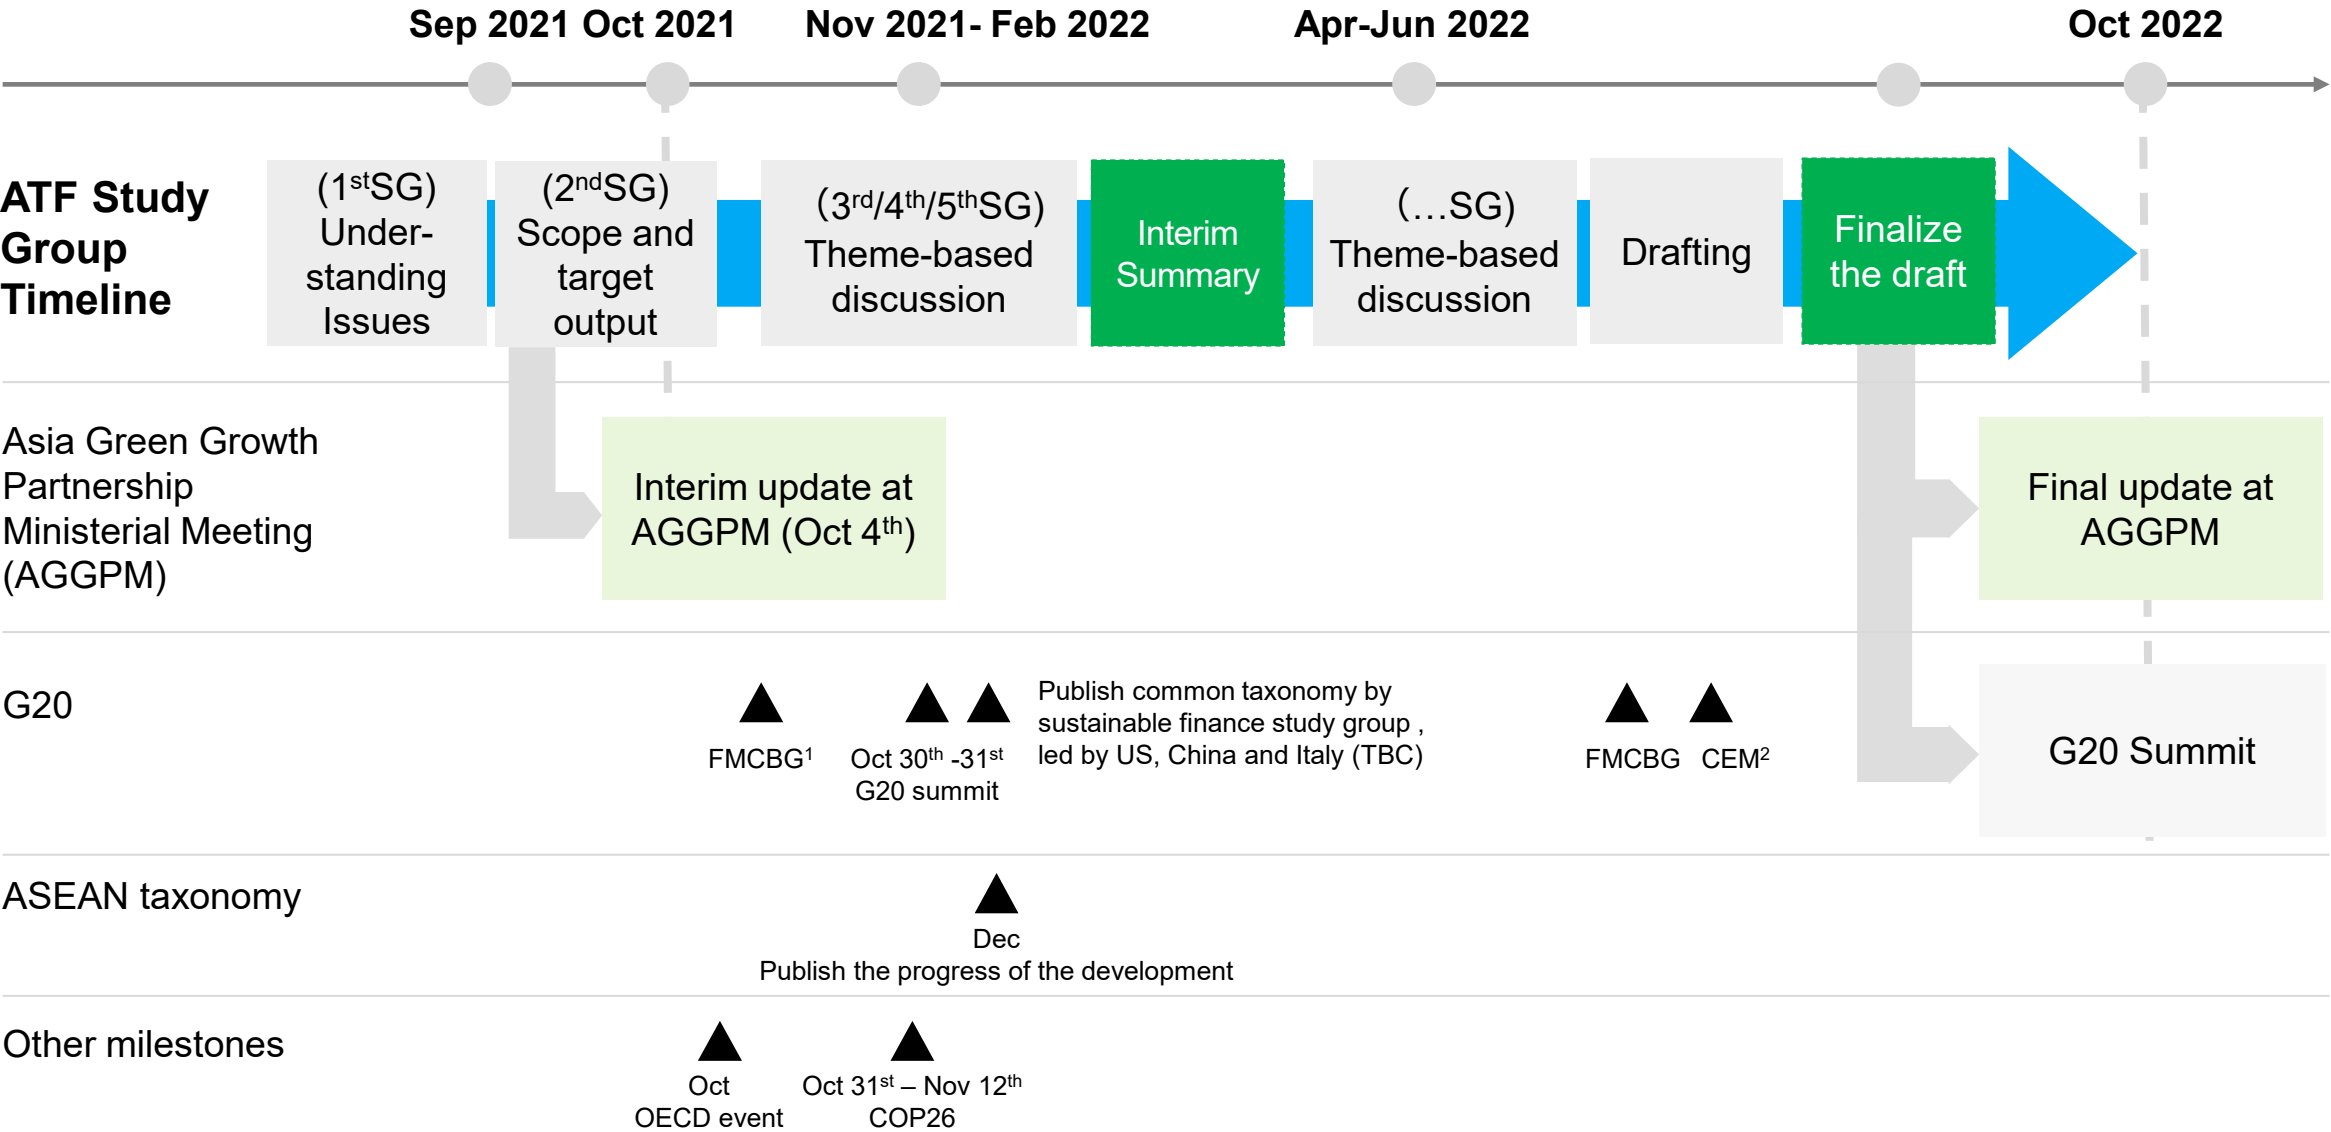 Sep 2021 Oct 2021 Nov 2021- Feb 2022 Apr-Jun 2022 Oct 2022
ATF Study
Group
Timeline
(1stSG)
Under-
standing
Issues
(2ndSG)
Scope and
target
output
(3rd/4th/5thSG)
Theme-based
discussion
Interim
Summary
(…SG)
Theme-based
discussion
Drafting
Finalize
the draft
Asia Green Growth
Partnership
Ministerial Meeting
(AGGPM)
Interim update at
AGGPM (Oct 4th)
Final update at
AGGPM
G20
FMCBG1
Oct 30th -31st
G20 summit
Publish common taxonomy by
sustainable finance study group ,
led by US, China and Italy (TBC)
FMCBG
CEM2
G20 Summit
ASEAN taxonomy
Dec
Publish the progress of the development
Other milestones
Oct
OECD event
Oct 31st – Nov 12th
COP26